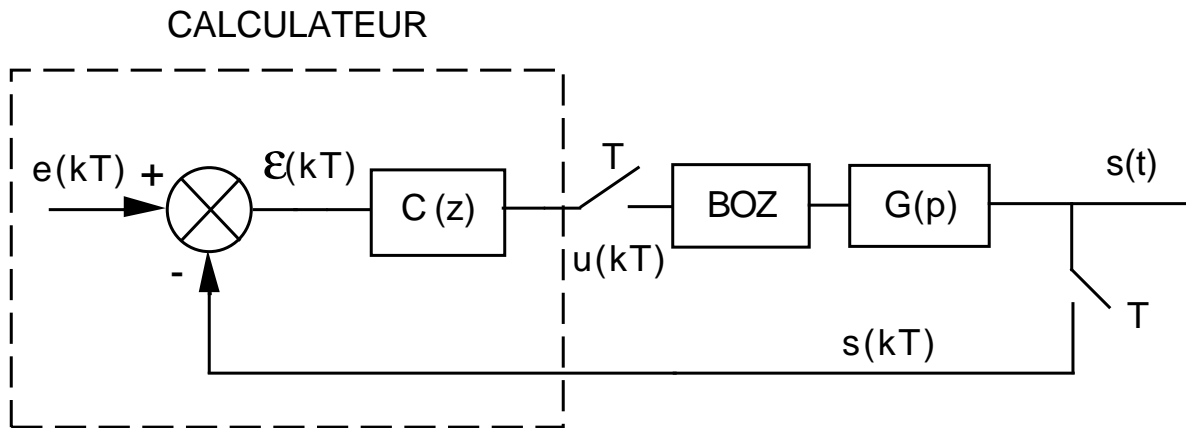 CALCULATEUR
e(kT)
+
ε(kT)
C(z)
T
u(kT)
BOZ
G(p)
s(t)
-
T
s(kT)